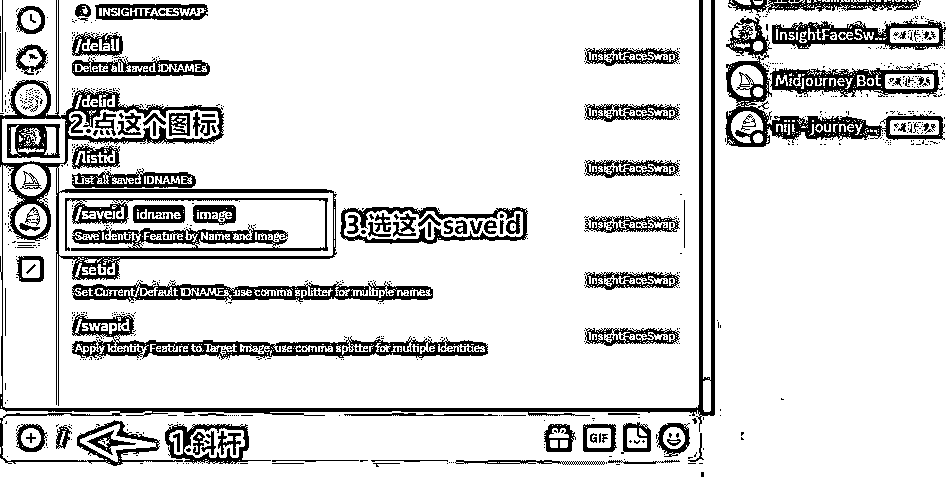 INSIGHTFACESWAP
/delall
Delete all saved IDNAMEs
InsightFaceSwap
/delid
InsightFaceSwap
2.点这个图标
/listid
List all saved IDNAMEs
InsightFaceSwap
/saveid idname image
Save Identity Feature by Name and Image
InsightFaceSwap
3.选这个saveid
/setid
Set Current/Default IDNAMEs, use comma splitter for multiple names
InsightFaceSwap
/swapid
Apply Identity Feature to Target Image, use comma splitter for multiple identities
InsightFaceSwap
/
1.斜杆
GIF
InsightFaceSw...
Midjourney Bot
niji・journey ...